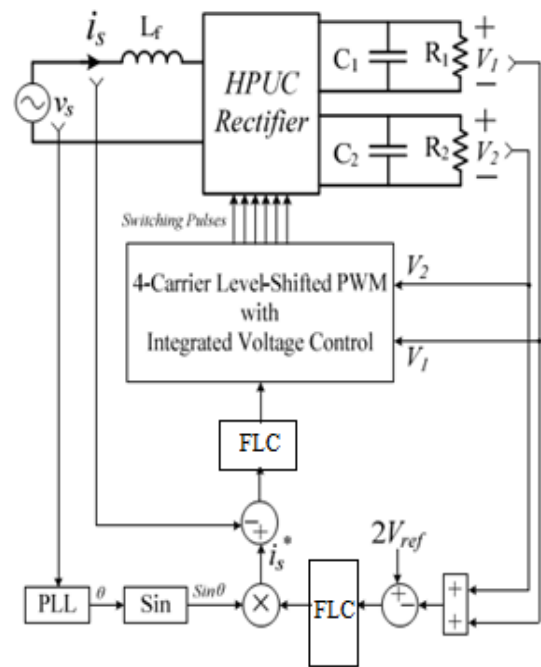 i_s
L_f
v_s
HPUC
Rectifier
C_1
R_1
+
V_1
−
C_2
R_2
+
V_2
−
Switching Pulses
4-Carrier Level-Shifted PWM
with
Integrated Voltage Control
V_2
V_1
FLC
−
+
i_s*
2V_ref
PLL
θ
Sin
Sinθ
×
FLC
−
+
+